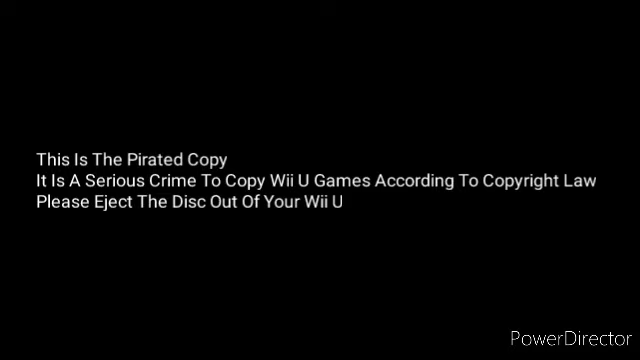 This Is The Pirated Copy
It Is A Serious Crime To Copy Wii U Games According To Copyright Law
Please Eject The Disc Out Of Your Wii U
PowerDirector